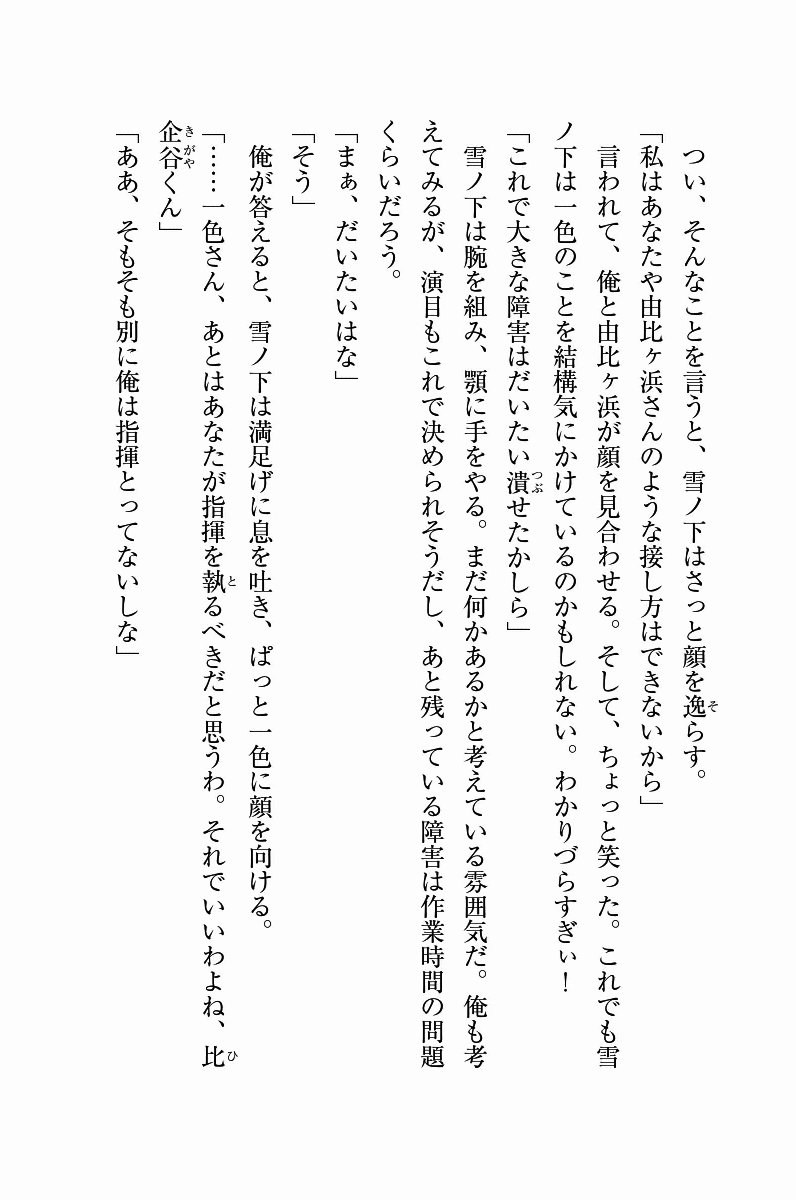 つい、そんなことを言うと、雪ノ下はさっと顔を逸らす。
「私はあなたや由比ヶ浜さんのような接し方はできないから」
言われて、俺と由比ヶ浜が顔を見合わせる。そして、ちょっと笑った。これでも雪
ノ下は一色のことを結構気にかけているのかもしれない。わかりづらすぎぃ！
「これで大きな障害はだいたい潰せたかしら」
雪ノ下は腕を組み、顎に手をやる。まだ何かあるかと考えている雰囲気だ。俺も考
えてみるが、演目もこれで決められそうだし、あと残っている障害は作業時間の問題
くらいだろう。
「まぁ、だいたいはな」
「そう」
俺が答えると、雪ノ下は満足げに息を吐き、ぱっと一色に顔を向ける。
「……一色さん、あとはあなたが指揮を執るべきだと思うわ。それでいいわよね、比
企谷くん」
「ああ、そもそも別に俺は指揮とってないしな」